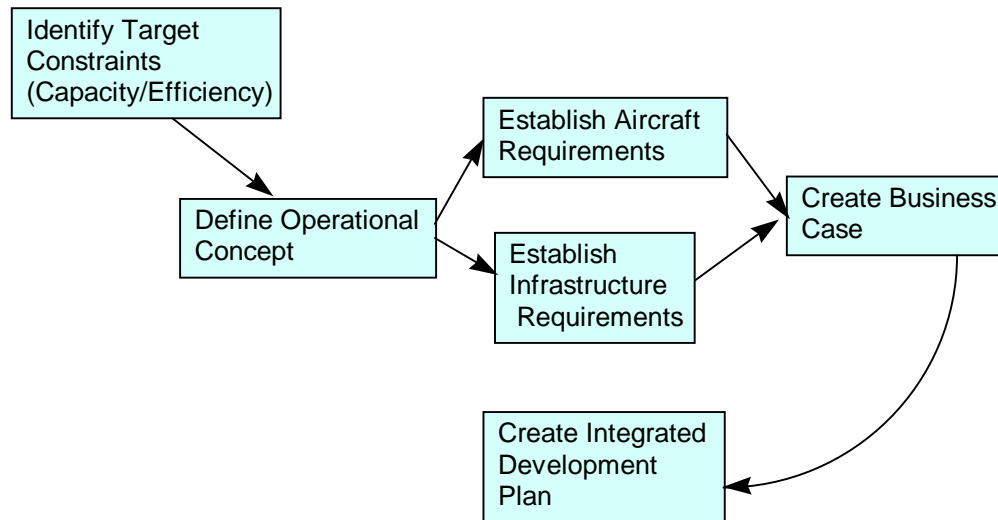 Identify Target
Constraints
(Capacity/Efficiency)
Define Operational
Concept
Establish Aircraft
Requirements
Establish
Infrastructure
Requirements
Create Business
Case
Create Integrated
Development
Plan